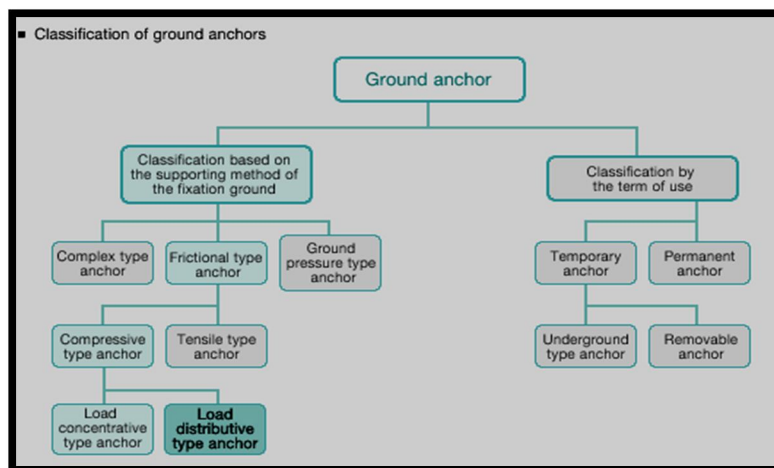 ■ Classification of ground anchors
Ground anchor
Classification based on
the supporting method of
the fixation ground
Classification by
the term of use
Complex type
anchor
Frictional type
anchor
Ground
pressure type
anchor
Temporary
anchor
Permanent
anchor
Compressive
type anchor
Tensile type
anchor
Underground
type anchor
Removable
anchor
Load
concentrative
type anchor
Load
distributive
type anchor